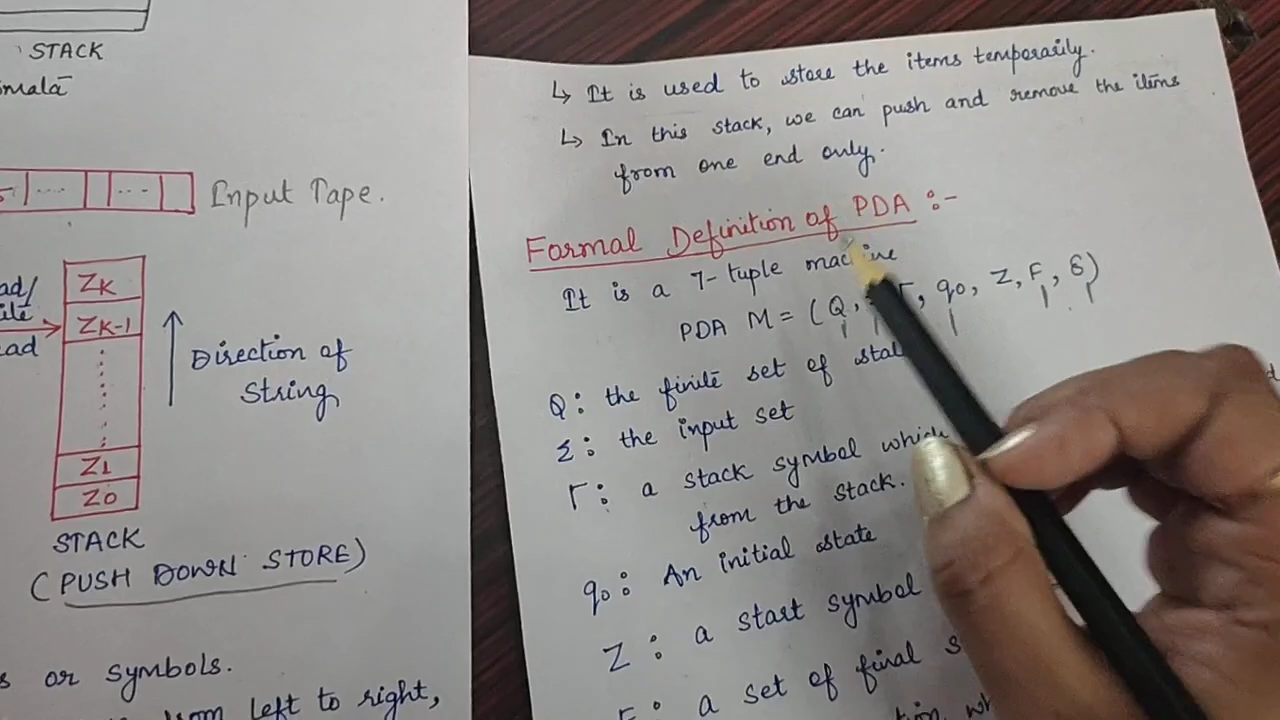 STACK
Input Tape.
ZK
ZK-1
Direction of
String
Z1
Z0
STACK
(PUSH DOWN STORE)
or symbols.
from left to right,
↳ It is used to store the items temporarily.
↳ In this stack, we can push and remove the items
from one end only.
Formal Definition of PDA :-
It is a 7-tuple machine
PDA M = (Q, Γ, q0, Z, F, δ)
Q: the finite set of
Σ: the input set
Γ: a stack symbol which
from the stack.
q0: An initial state
Z: a start symbol
F: a set of final